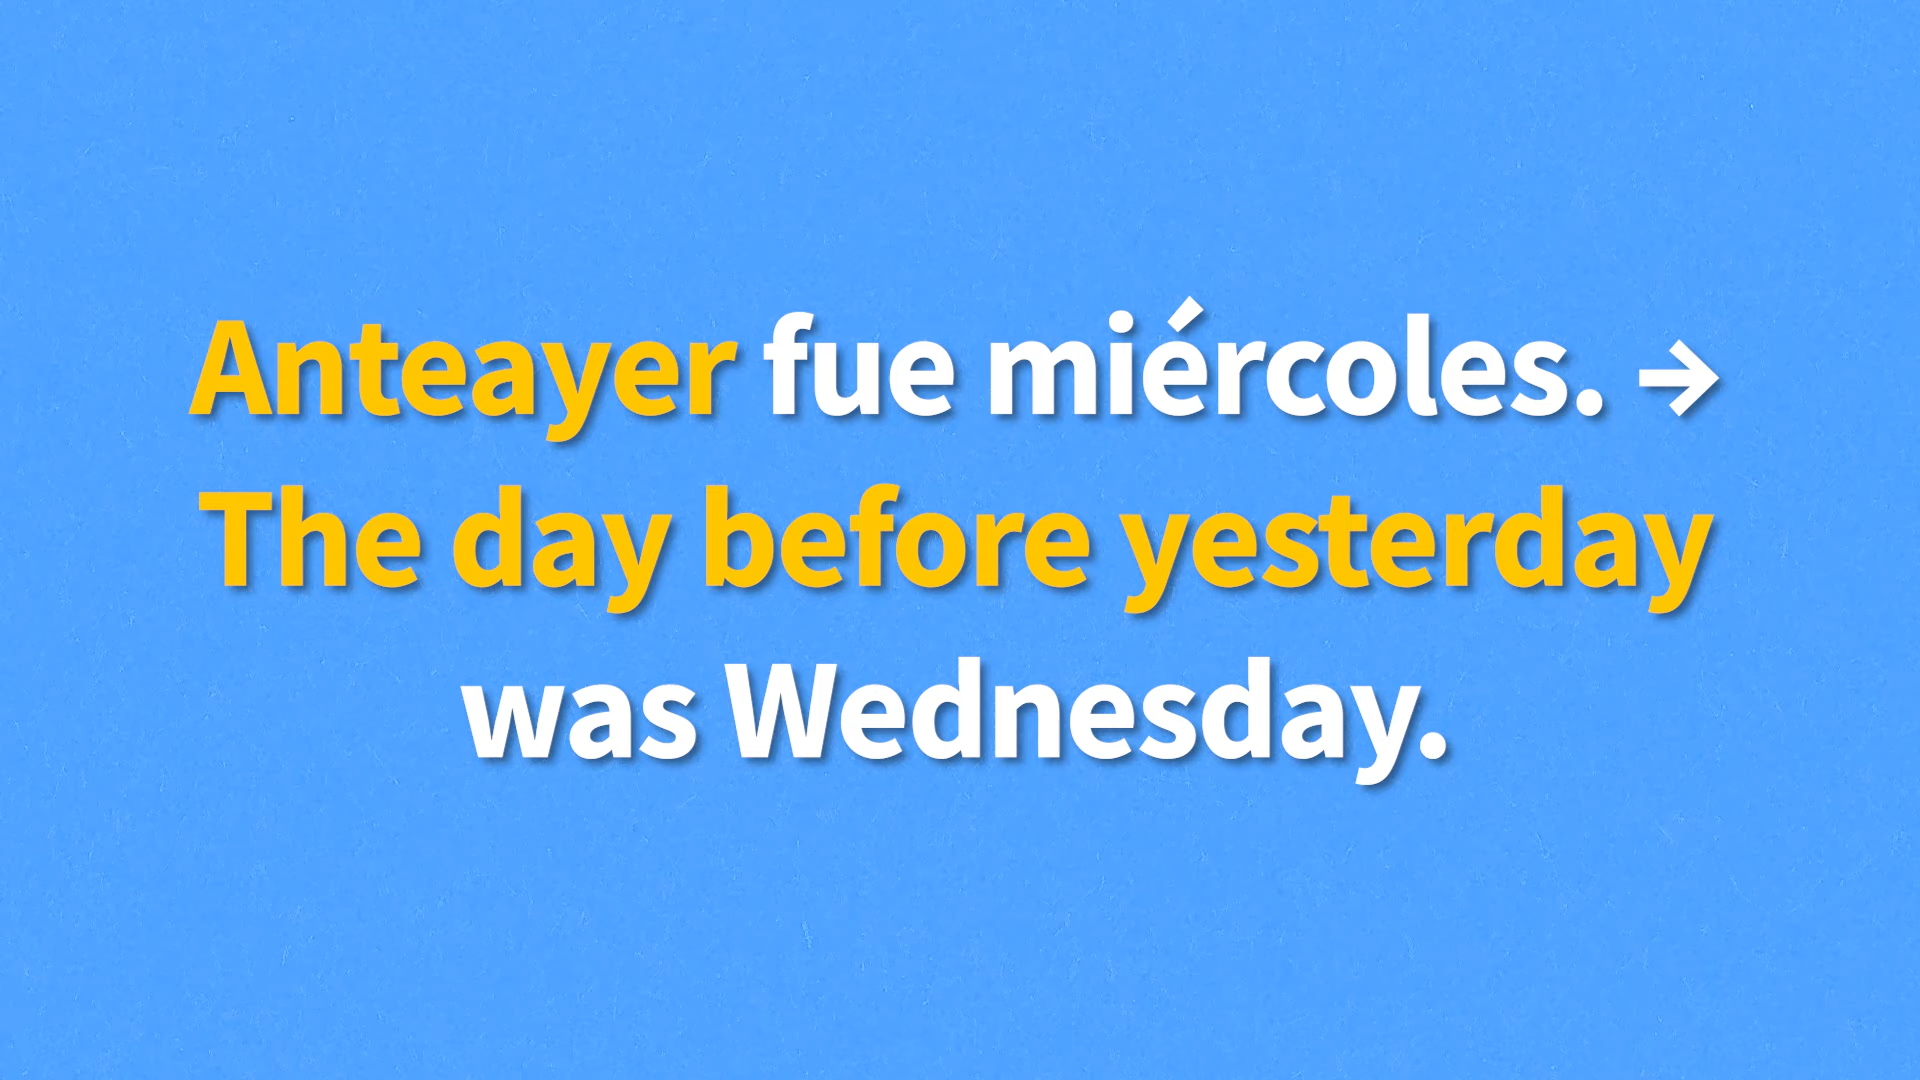 Anteayer fue miércoles. →
The day before yesterday
was Wednesday.